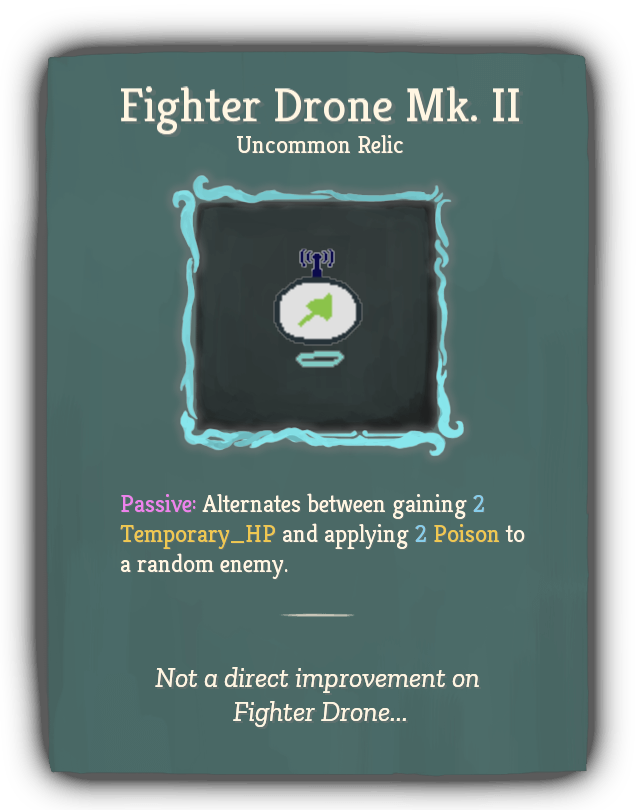 Fighter Drone Mk. II
Uncommon Relic
Passive: Alternates between gaining 2
Temporary_HP and applying 2 Poison to
a random enemy.
Not a direct improvement on
Fighter Drone...